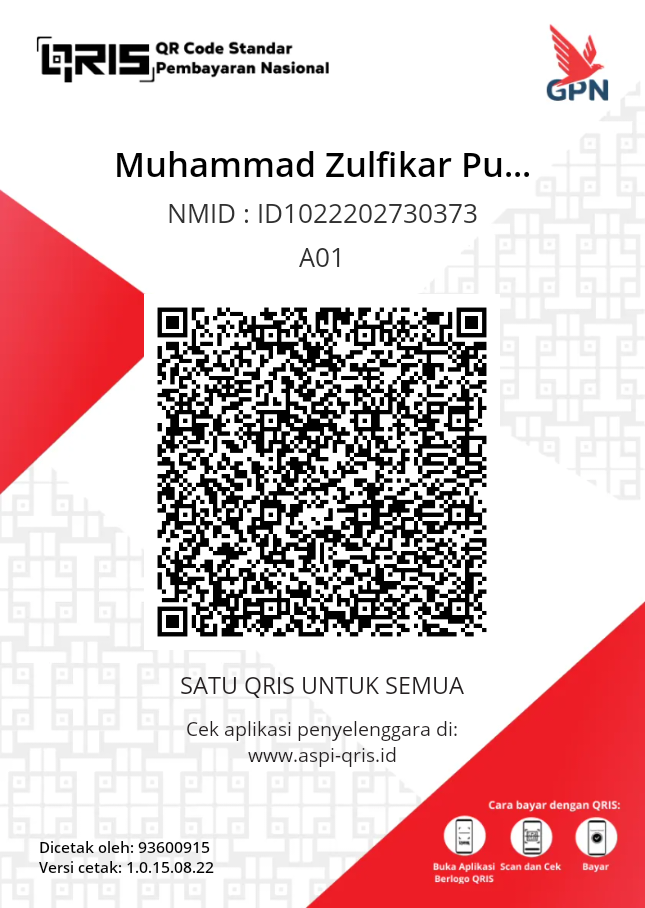 QRIS QR Code Standar
Pembayaran Nasional
GPN
Muhammad Zulfikar Pu...
NMID : ID1022202730373
A01
SATU QRIS UNTUK SEMUA
Cek aplikasi penyelenggara di:
www.aspi-qris.id
Cara bayar dengan QRIS:
Buka Aplikasi Scan dan Cek Bayar
Berlogo QRIS
Dicetak oleh: 93600915
Versi cetak: 1.0.15.08.22